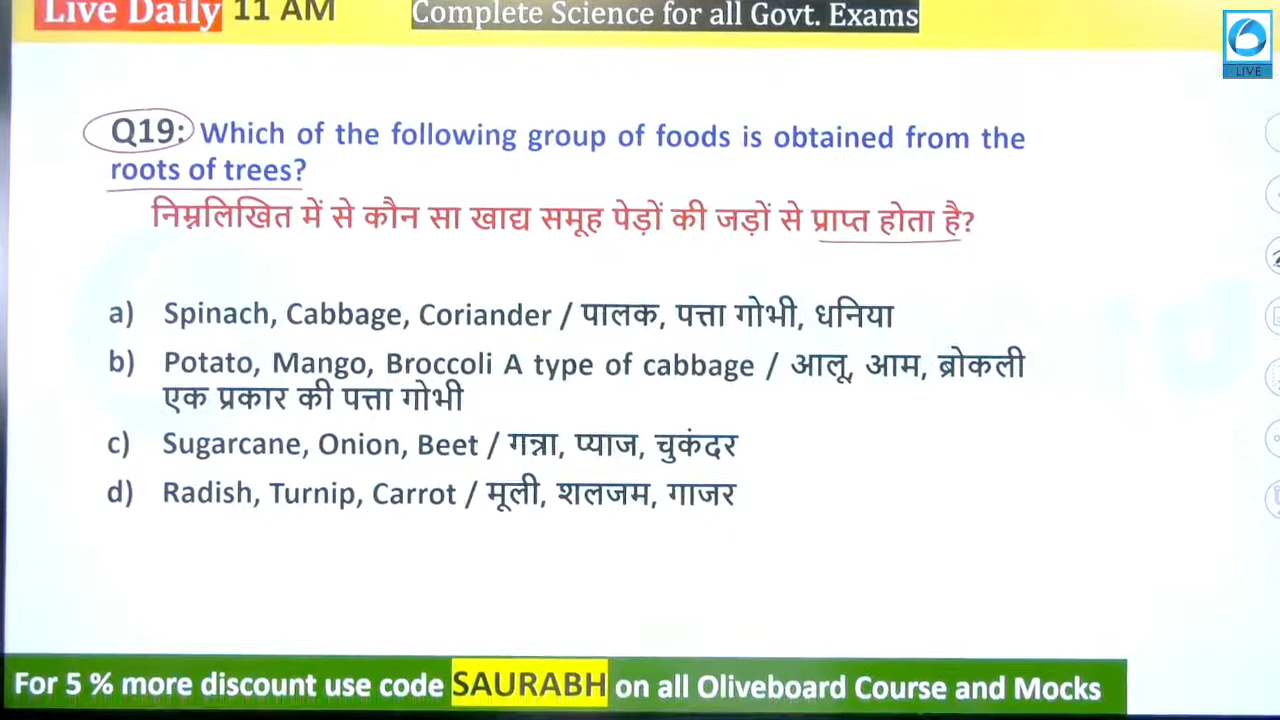 Live Daily 11 AM
Complete Science for all Govt. Exams
LIVE
Q19: Which of the following group of foods is obtained from the
roots of trees?
निम्नलिखित में से कौन सा खाद्य समूह पेड़ों की जड़ों से प्राप्त होता है?
a) Spinach, Cabbage, Coriander / पालक, पत्ता गोभी, धनिया
b) Potato, Mango, Broccoli A type of cabbage / आलू, आम, ब्रोकली
एक प्रकार की पत्ता गोभी
c) Sugarcane, Onion, Beet / गन्ना, प्याज, चुकंदर
d) Radish, Turnip, Carrot / मूली, शलजम, गाजर
For 5 % more discount use code SAURABH on all Oliveboard Course and Mocks